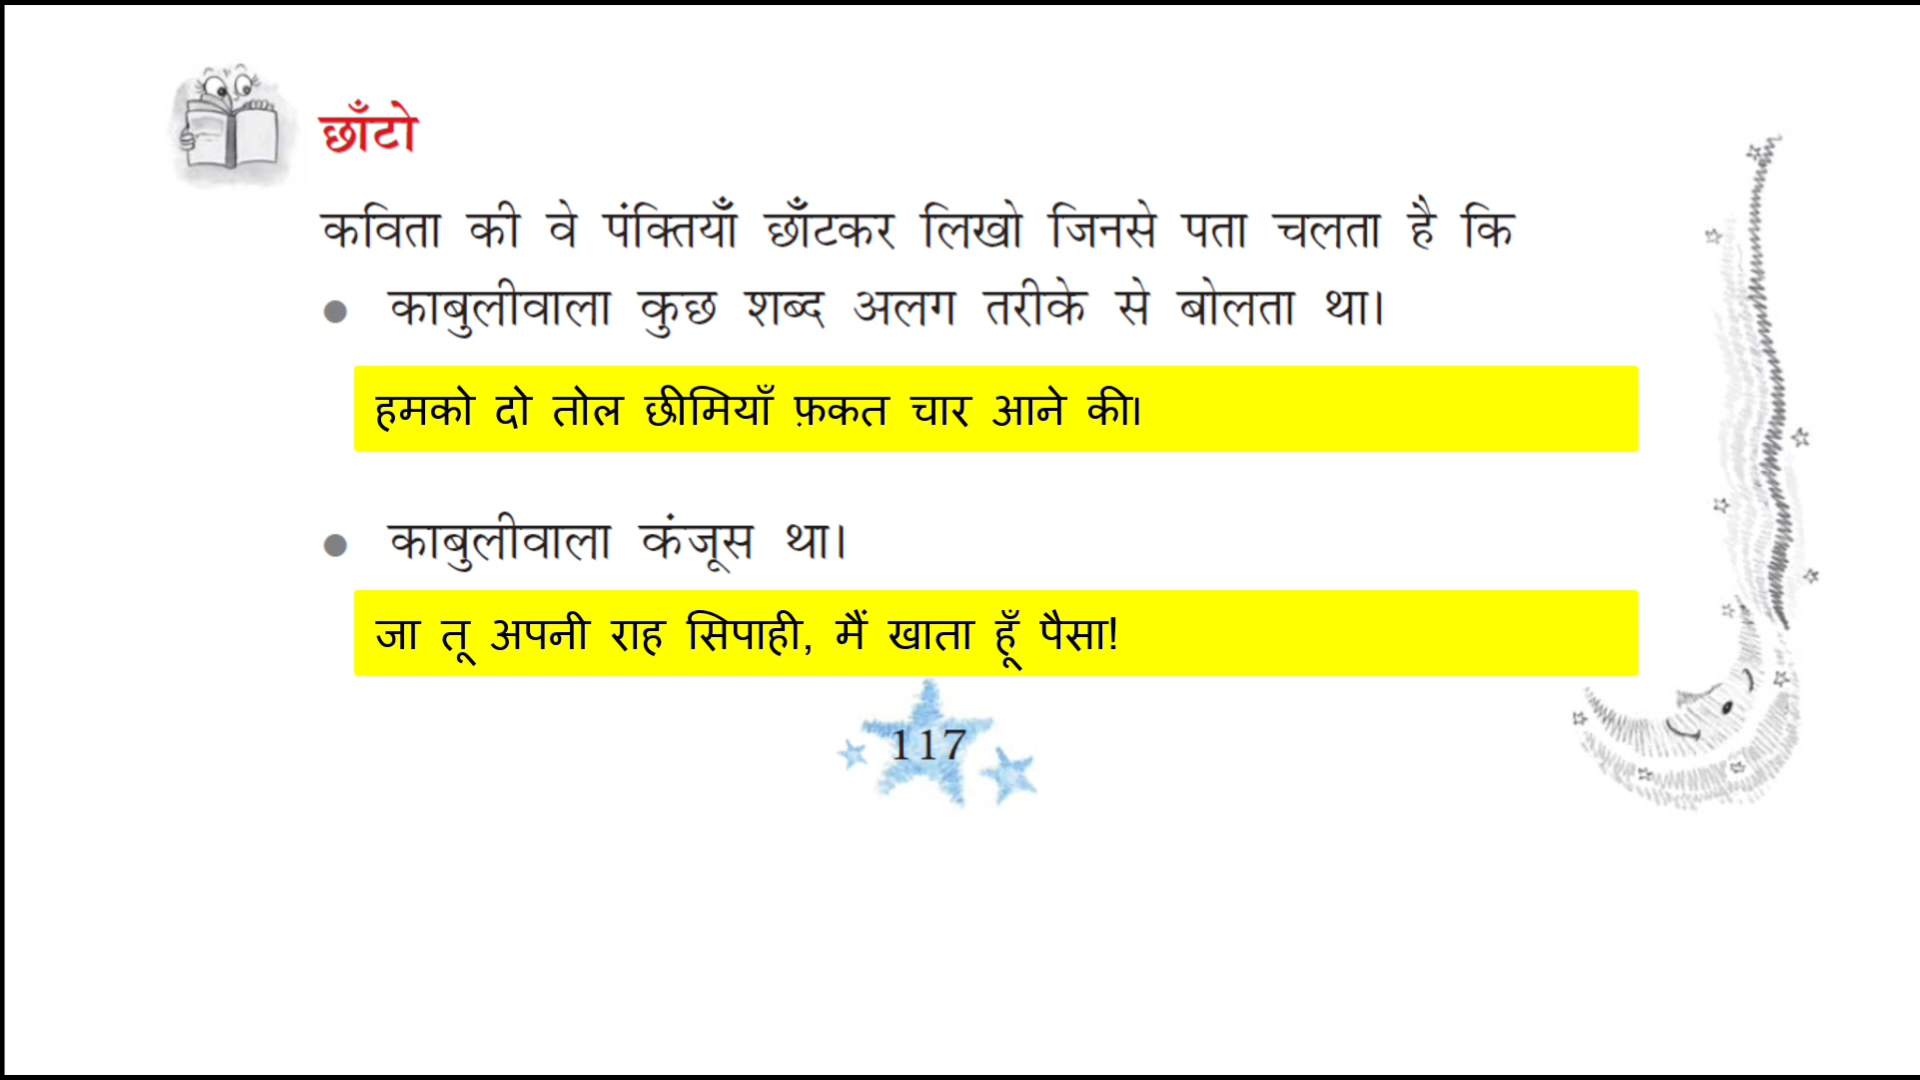 छाँटो
कविता की वे पंक्तियाँ छाँटकर लिखो जिनसे पता चलता है कि
● काबुलीवाला कुछ शब्द अलग तरीके से बोलता था।
हमको दो तोल छीमियाँ फ़कत चार आने की।
● काबुलीवाला कंजूस था।
जा तू अपनी राह सिपाही, मैं खाता हूँ पैसा!
117